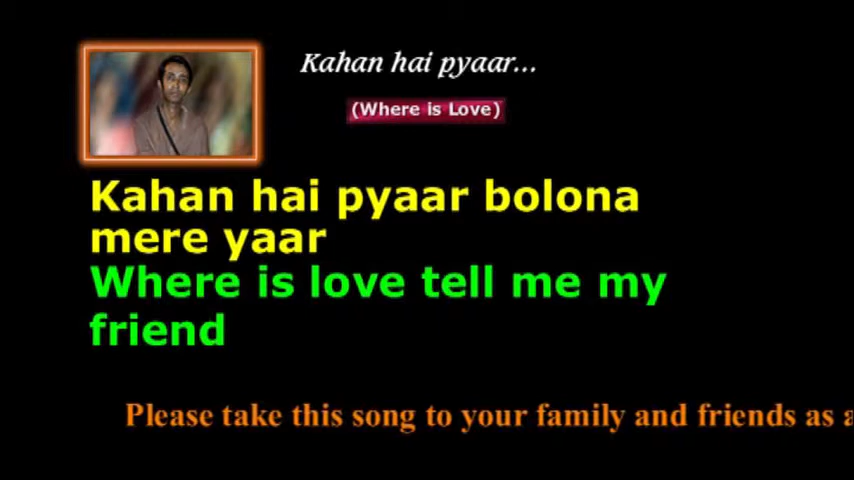 Kahan hai pyaar...
(Where is Love)
Kahan hai pyaar bolona
mere yaar
Where is love tell me my
friend
Please take this song to your family and friends as a